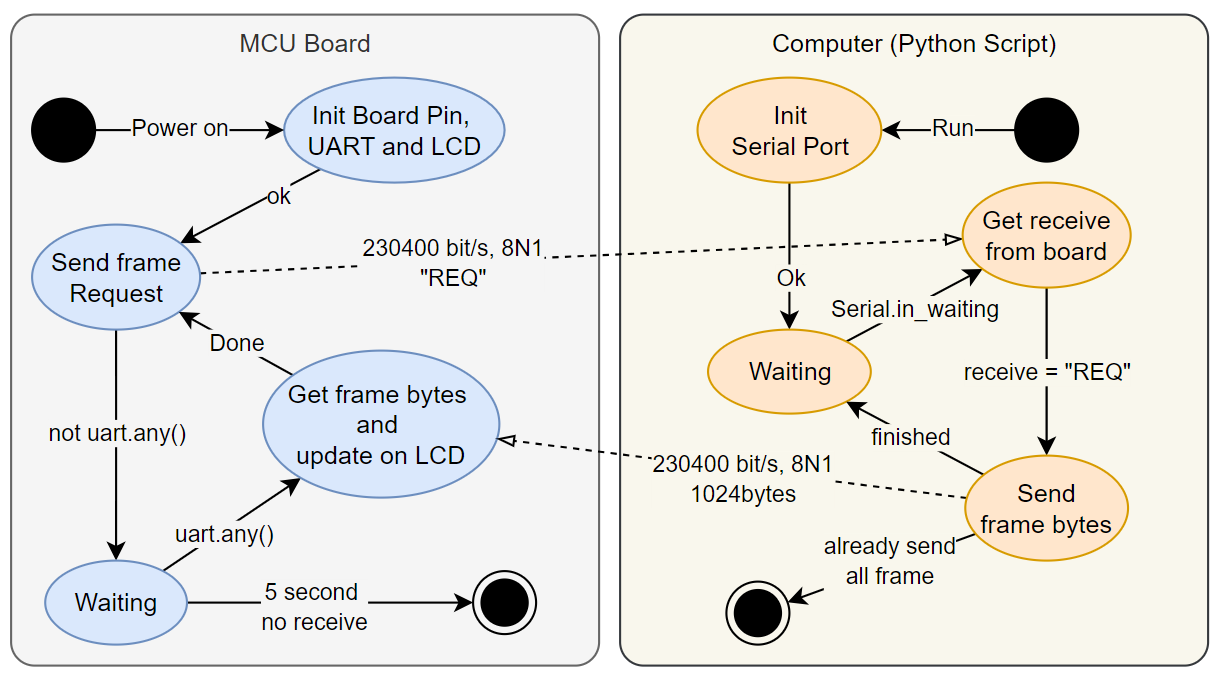 MCU Board
Power on
Init Board Pin,
UART and LCD
ok
Send frame
Request
230400 bit/s, 8N1
"REQ"
Done
Get frame bytes
and
update on LCD
not uart.any()
uart.any()
Waiting
5 second
no receive
Computer (Python Script)
Init
Serial Port
Run
Get receive
from board
Ok
Serial.in_waiting
Waiting
receive = "REQ"
finished
230400 bit/s, 8N1
1024bytes
Send
frame bytes
already send
all frame